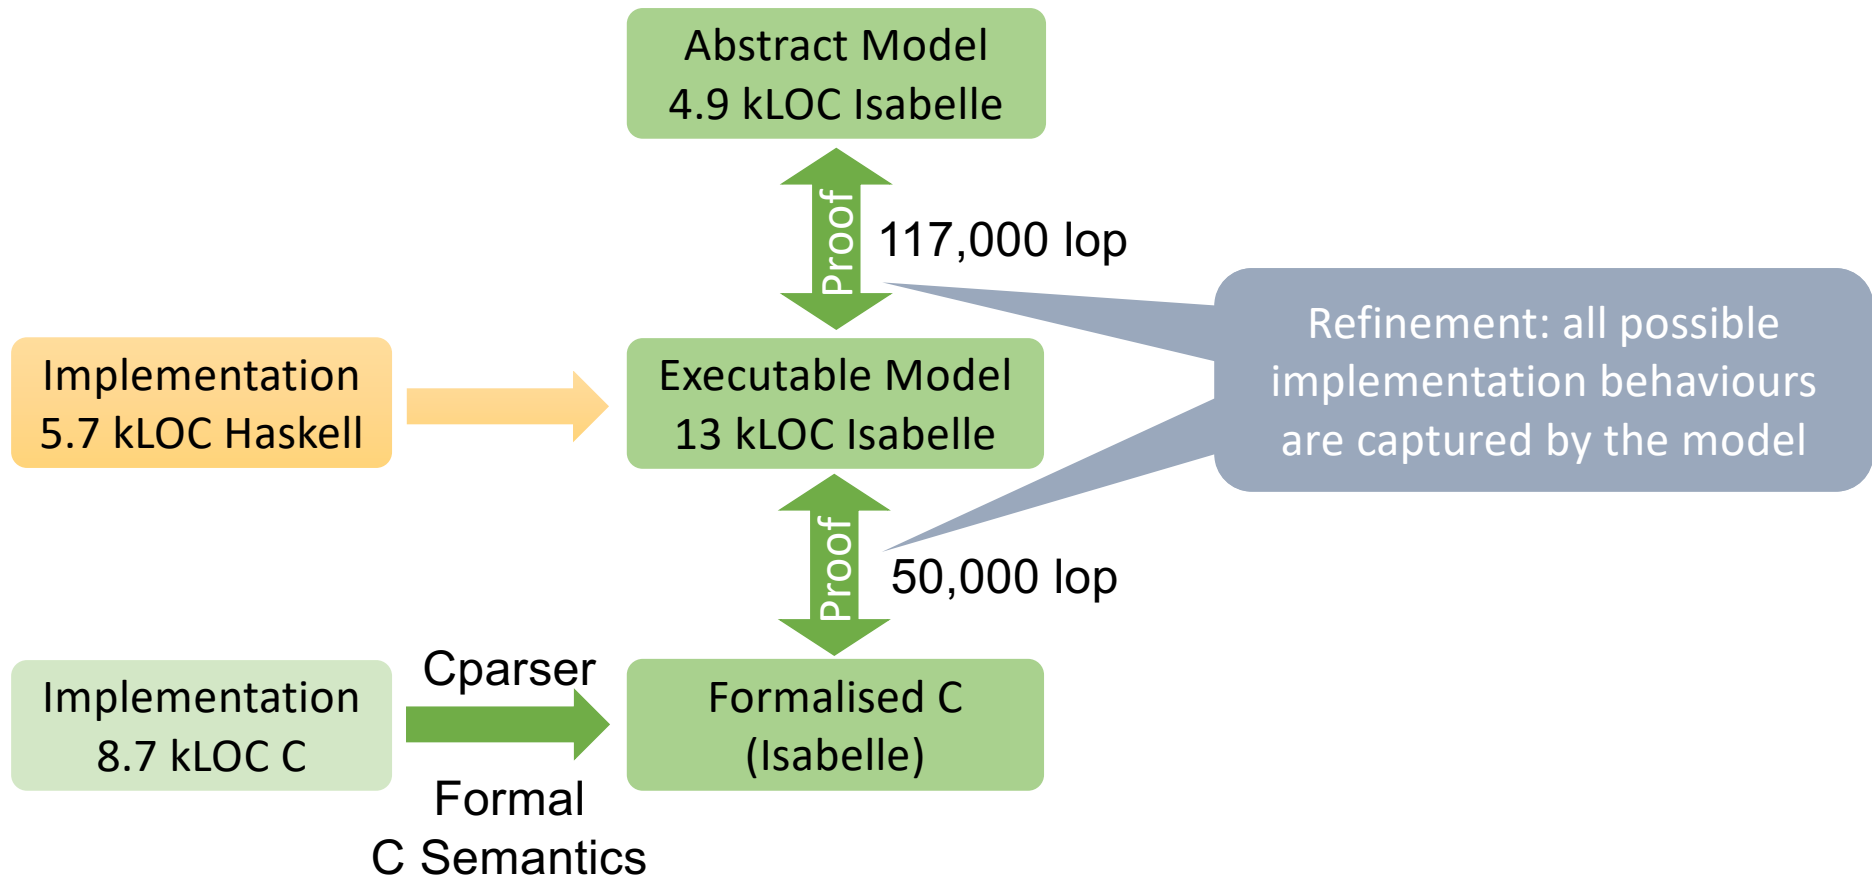 Abstract Model
4.9 kLOC Isabelle
Proof
117,000 lop
Refinement: all possible
implementation behaviours
are captured by the model
Implementation
5.7 kLOC Haskell
Executable Model
13 kLOC Isabelle
Proof
50,000 lop
Implementation
8.7 kLOC C
Cparser
Formal
C Semantics
Formalised C
(Isabelle)